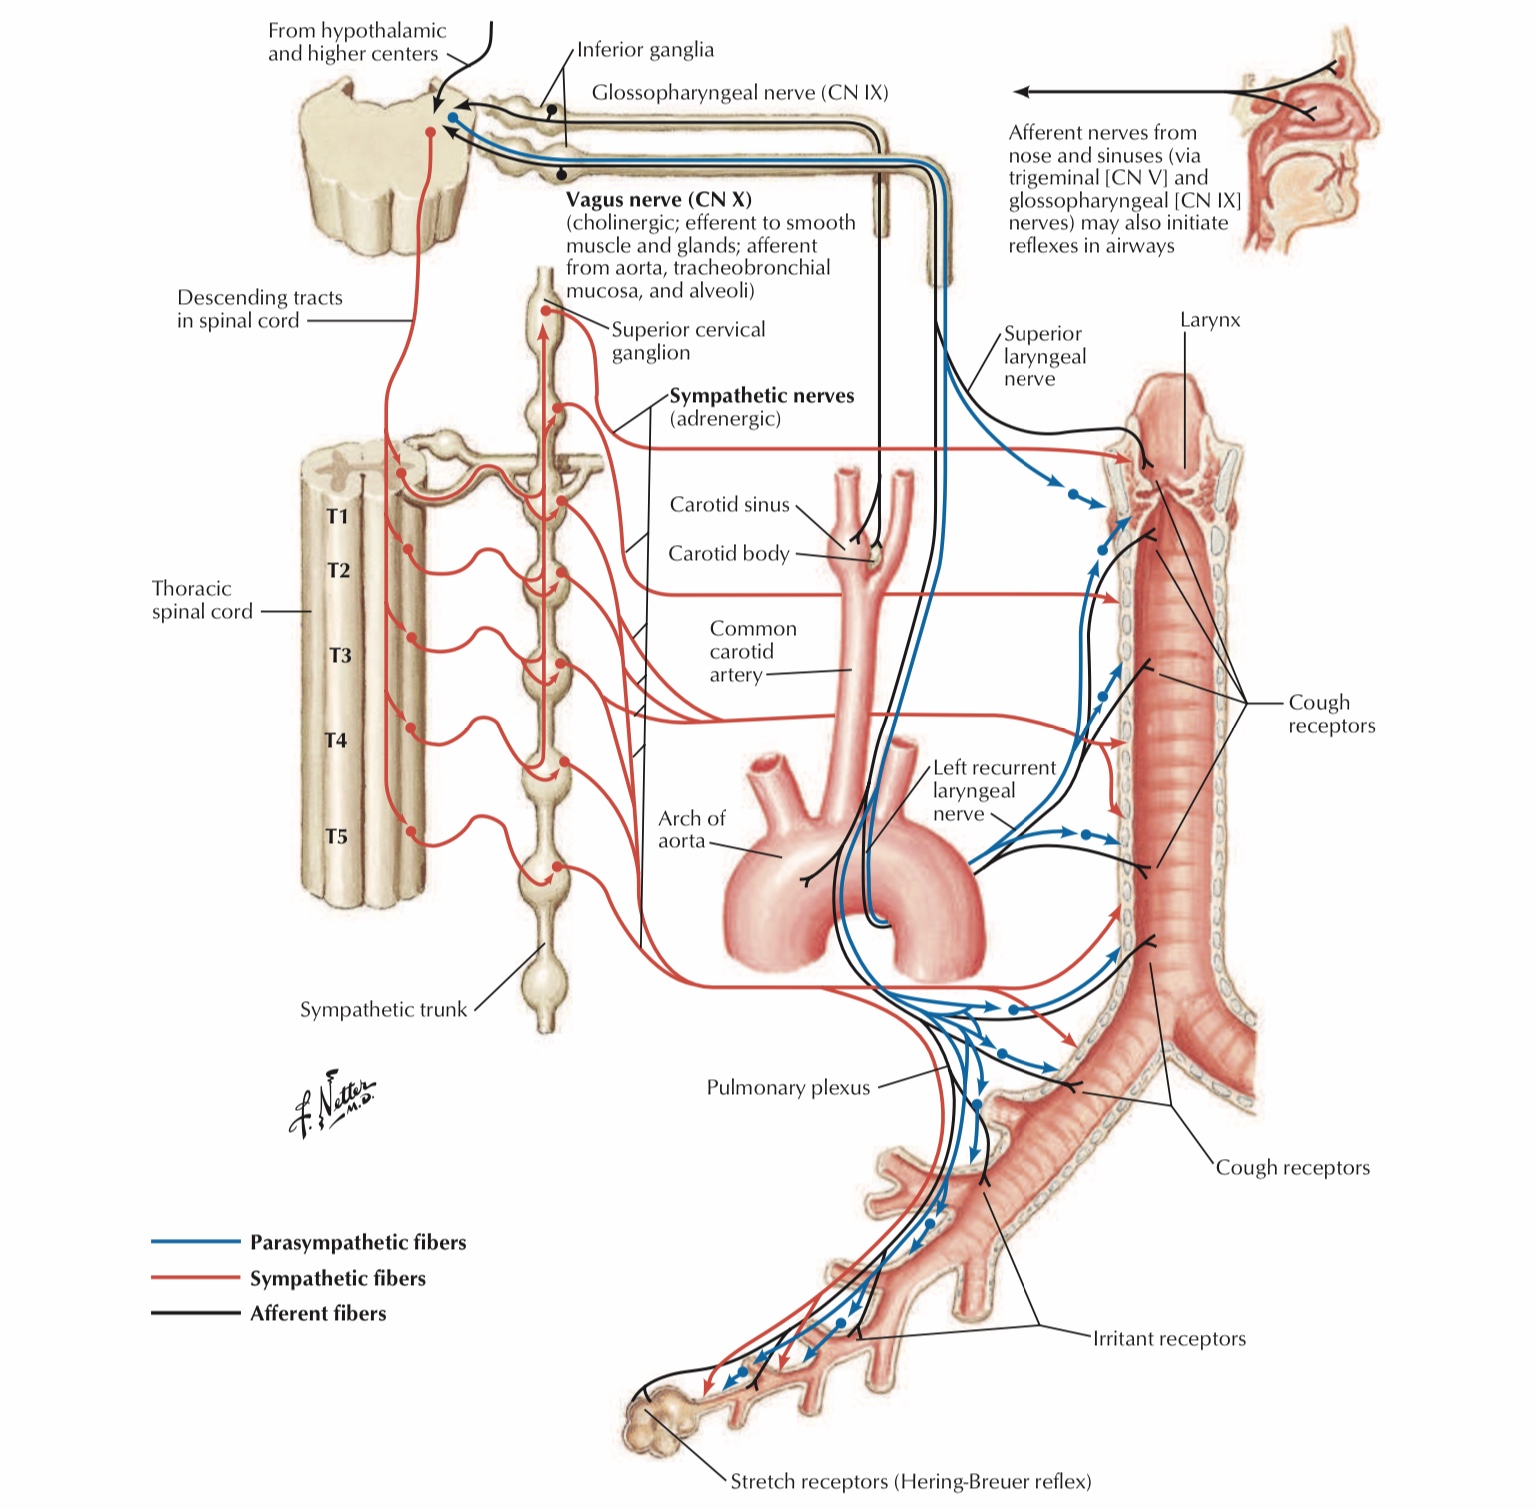 From hypothalamic
and higher centers
Inferior ganglia
Glossopharyngeal nerve (CN IX)
Afferent nerves from
nose and sinuses (via
trigeminal [CN V] and
glossopharyngeal [CN IX]
nerves) may also initiate
reflexes in airways
Vagus nerve (CN X)
(cholinergic; efferent to smooth
muscle and glands; afferent
from aorta, tracheobronchial
mucosa, and alveoli)
Descending tracts
in spinal cord
Superior cervical
ganglion
Superior
laryngeal
nerve
Larynx
Sympathetic nerves
(adrenergic)
Carotid sinus
Carotid body
T1
T2
T3
T4
T5
Thoracic
spinal cord
Common
carotid
artery
Cough
receptors
Left recurrent
laryngeal
nerve
Arch of
aorta
Sympathetic trunk
Pulmonary plexus
Cough receptors
F. Netter
M.D.
Parasympathetic fibers
Sympathetic fibers
Afferent fibers
Irritant receptors
Stretch receptors (Hering-Breuer reflex)